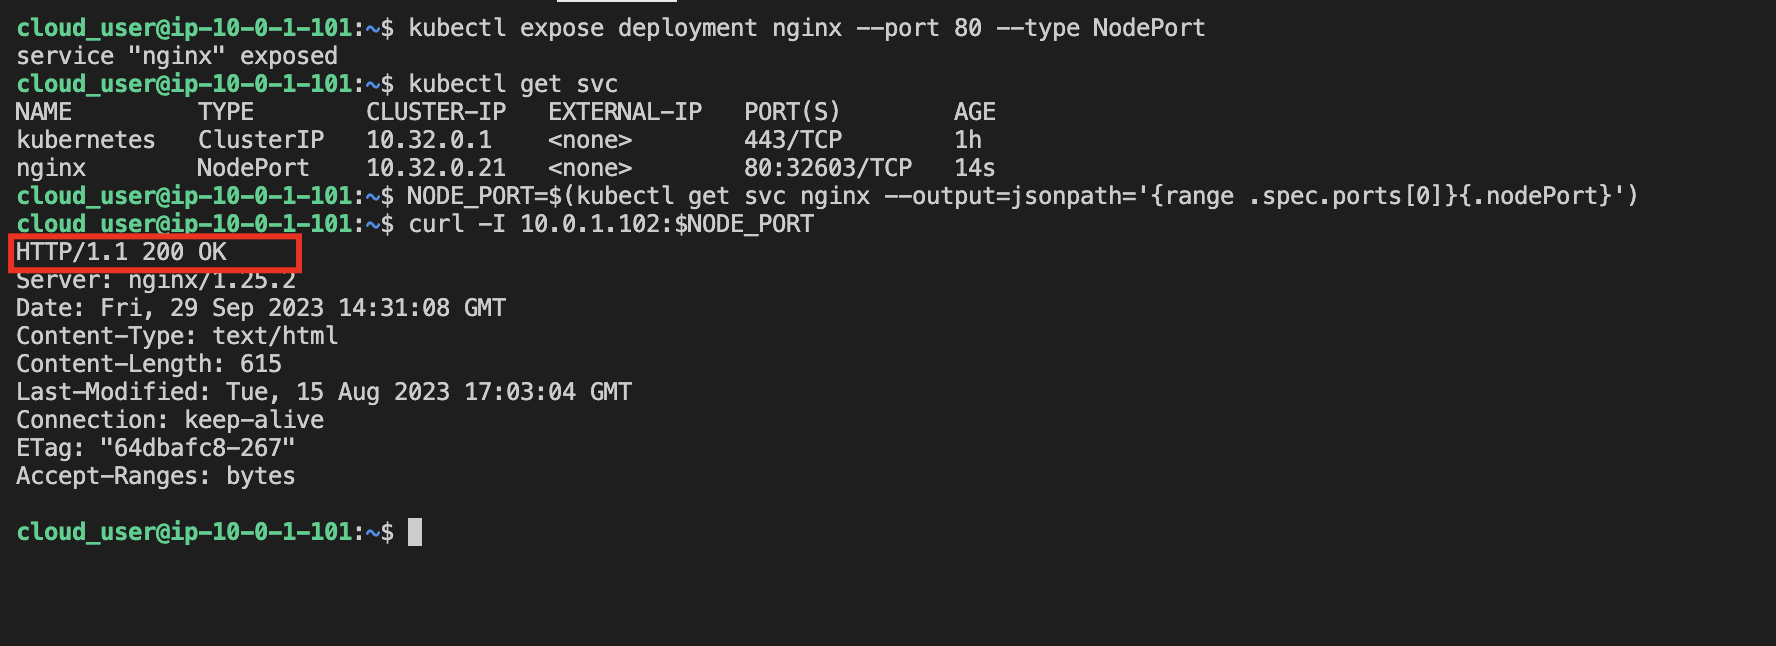 cloud_user@ip-10-0-1-101:~$ kubectl expose deployment nginx --port 80 --type NodePort
service "nginx" exposed
cloud_user@ip-10-0-1-101:~$ kubectl get svc
NAME         TYPE        CLUSTER-IP   EXTERNAL-IP   PORT(S)        AGE
kubernetes   ClusterIP   10.32.0.1    <none>        443/TCP        1h
nginx        NodePort    10.32.0.21   <none>        80:32603/TCP   14s
cloud_user@ip-10-0-1-101:~$ NODE_PORT=$(kubectl get svc nginx --output=jsonpath='{range .spec.ports[0]}{.nodePort}')
cloud_user@ip-10-0-1-101:~$ curl -I 10.0.1.102:$NODE_PORT
HTTP/1.1 200 OK
Server: nginx/1.25.2
Date: Fri, 29 Sep 2023 14:31:08 GMT
Content-Type: text/html
Content-Length: 615
Last-Modified: Tue, 15 Aug 2023 17:03:04 GMT
Connection: keep-alive
ETag: "64dbafc8-267"
Accept-Ranges: bytes
cloud_user@ip-10-0-1-101:~$